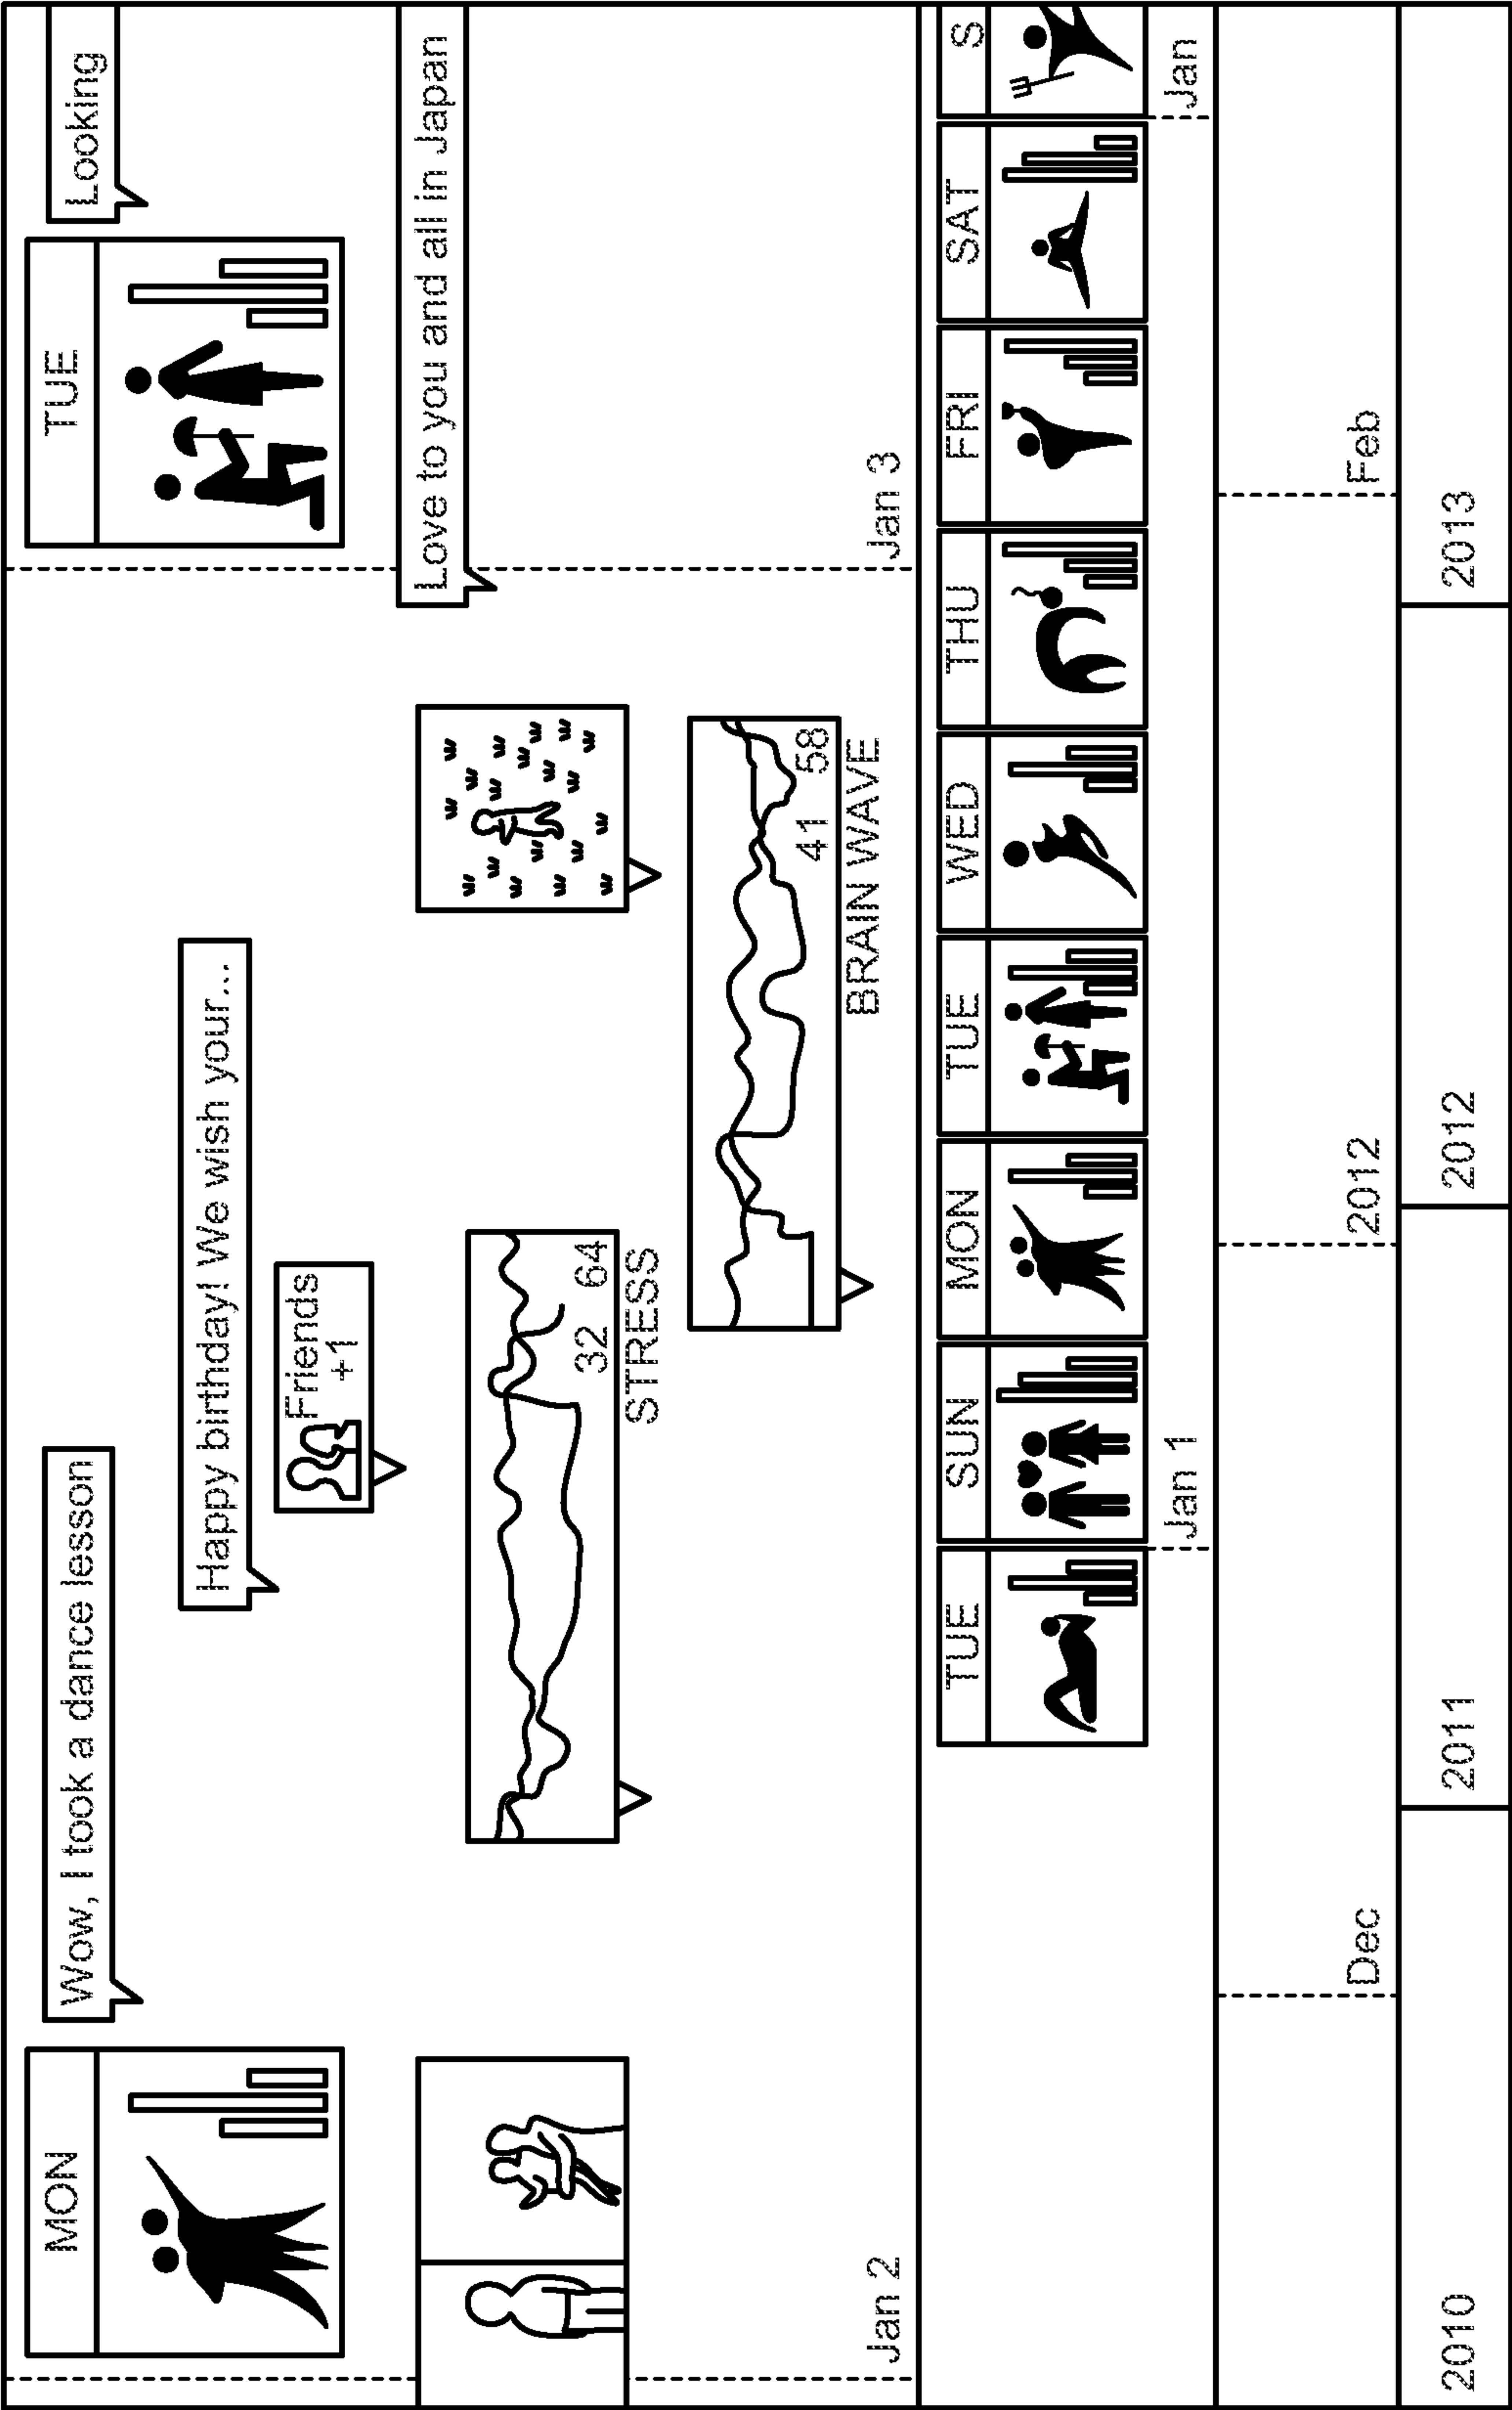 MON
Wow, I took a dance lesson
TUE
Looking
Happy birthday! We wish your...
Friends
+1
Love to you and all in Japan
32 64
STRESS
41 58
BRAIN WAVE
Jan 2
Jan 3
TUE
SUN
MON
TUE
WED
THU
FRI
SAT
S
Jan 1
Jan
Dec
2012
Feb
2010
2011
2012
2013